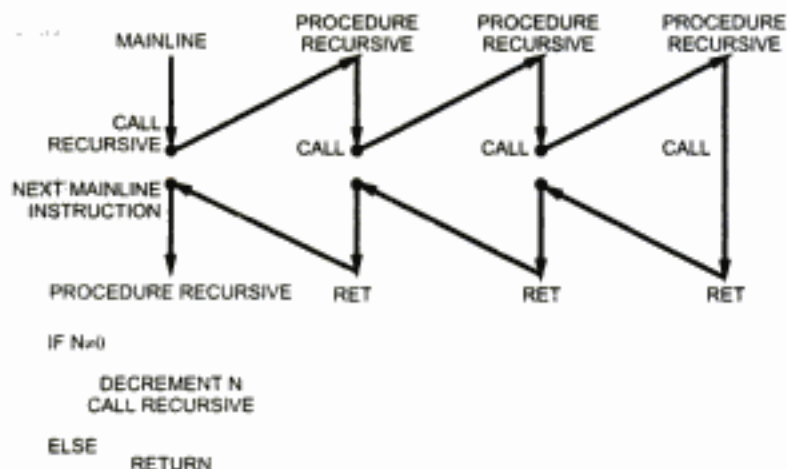 MAINLINE
PROCEDURE
RECURSIVE
PROCEDURE
RECURSIVE
PROCEDURE
RECURSIVE
CALL
RECURSIVE
CALL
CALL
CALL
NEXT MAINLINE
INSTRUCTION
PROCEDURE RECURSIVE
RET
RET
RET
IF N≠0
DECREMENT N
CALL RECURSIVE
ELSE
RETURN